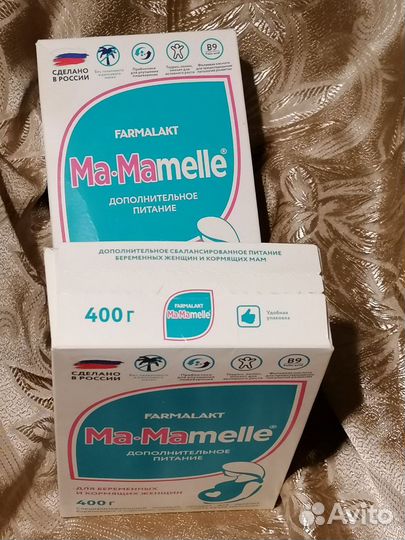 СДЕЛАНО
В РОССИИ
B9
FARMALAKT
Ma·Mamelle®
ДОПОЛНИТЕЛЬНОЕ
ПИТАНИЕ
ДОПОЛНИТЕЛЬНОЕ СБАЛАНСИРОВАННОЕ ПИТАНИЕ
БЕРЕМЕННЫХ ЖЕНЩИН И КОРМЯЩИХ МАМ
400 г
FARMALAKT
Ma·Mamelle
Удобная
упаковка
СДЕЛАНО
В РОССИИ
B9
FARMALAKT
Ma·Mamelle®
ДОПОЛНИТЕЛЬНОЕ
ПИТАНИЕ
ДЛЯ БЕРЕМЕННЫХ
И КОРМЯЩИХ ЖЕНЩИН
400 г
Avito